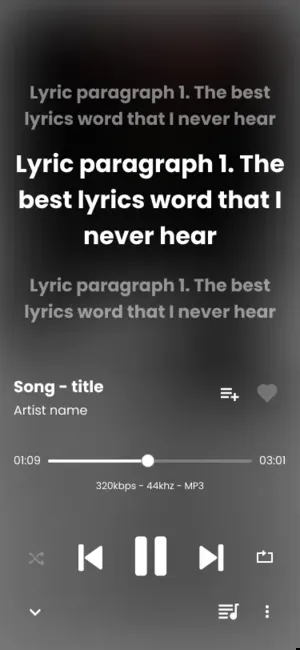 Lyric paragraph 1. The best
lyrics word that I never hear
Lyric paragraph 1. The
best lyrics word that I
never hear
Lyric paragraph 1. The best
lyrics word that I never hear
Song - title
Artist name
01:09 03:01
320kbps - 44khz - MP3